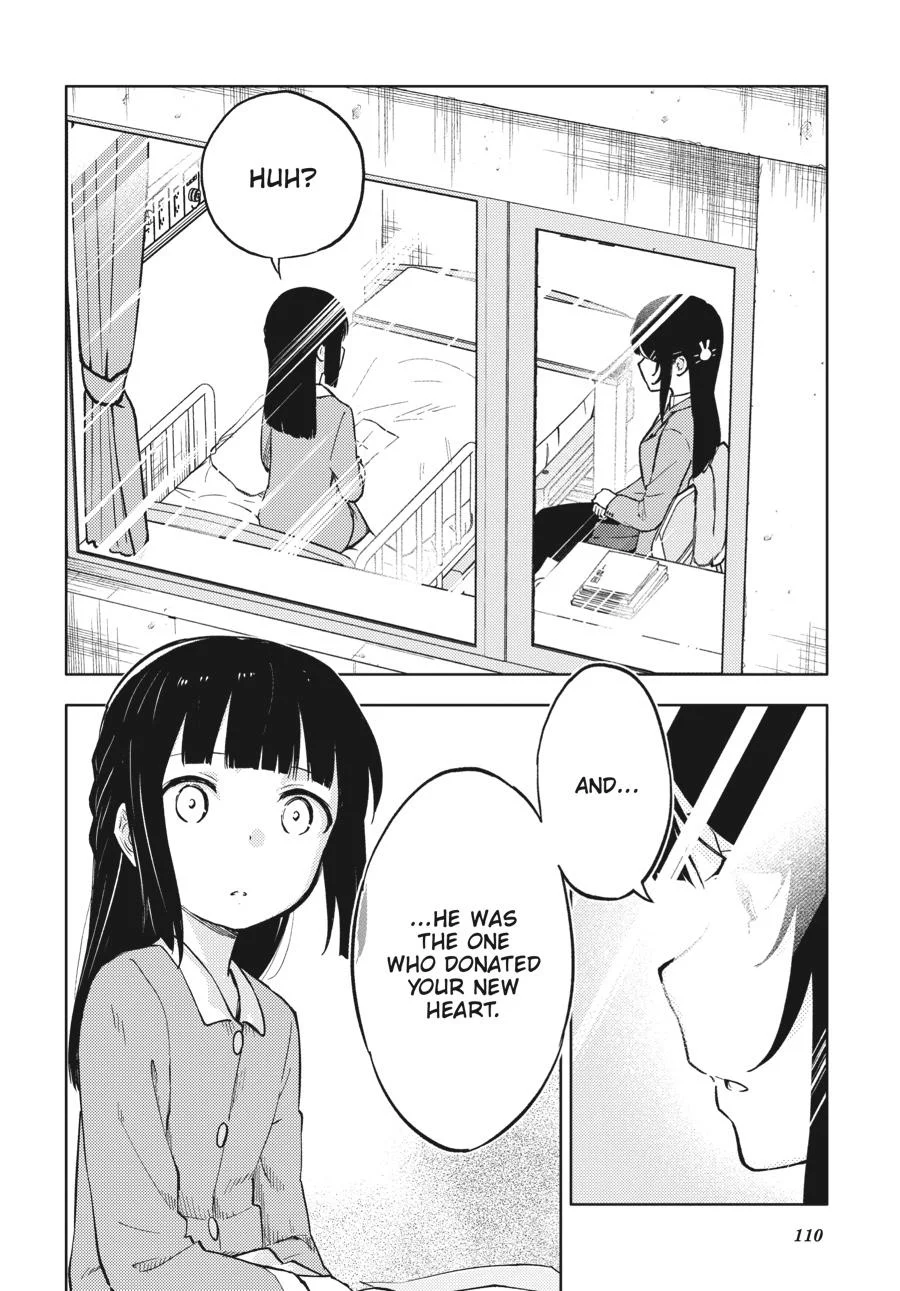 HUH?
AND...
...HE WAS
THE ONE
WHO DONATED
YOUR NEW
HEART.
110